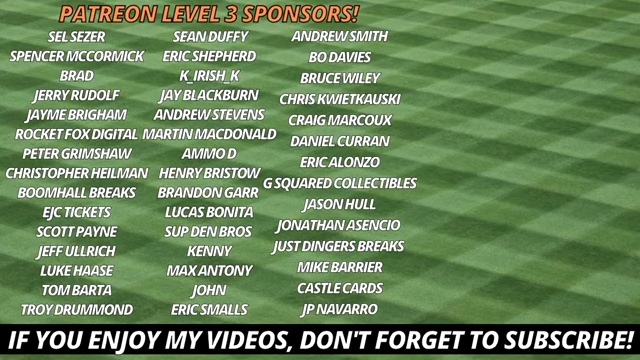 PATREON LEVEL 3 SPONSORS!
SEL SEZER
SPENCER MCCORMICK
BRAD
JERRY RUDOLF
JAYME BRIGHAM
ROCKET FOX DIGITAL
PETER GRIMSHAW
CHRISTOPHER HEILMAN
BOOMHALL BREAKS
EJC TICKETS
SCOTT PAYNE
JEFF ULLRICH
LUKE HAASE
TOM BARTA
TROY DRUMMOND
SEAN DUFFY
ERIC SHEPHERD
K_IRISH_K
JAY BLACKBURN
ANDREW STEVENS
MARTIN MACDONALD
AMMO D
HENRY BRISTOW
BRANDON GARR
LUCAS BONITA
SUP DEN BROS
KENNY
MAX ANTONY
JOHN
ERIC SMALLS
ANDREW SMITH
BO DAVIES
BRUCE WILEY
CHRIS KWIETKAUSKI
CRAIG MARCOUX
DANIEL CURRAN
ERIC ALONZO
G SQUARED COLLECTIBLES
JASON HULL
JONATHAN ASENCIO
JUST DINGERS BREAKS
MIKE BARRIER
CASTLE CARDS
JP NAVARRO
IF YOU ENJOY MY VIDEOS, DON'T FORGET TO SUBSCRIBE!